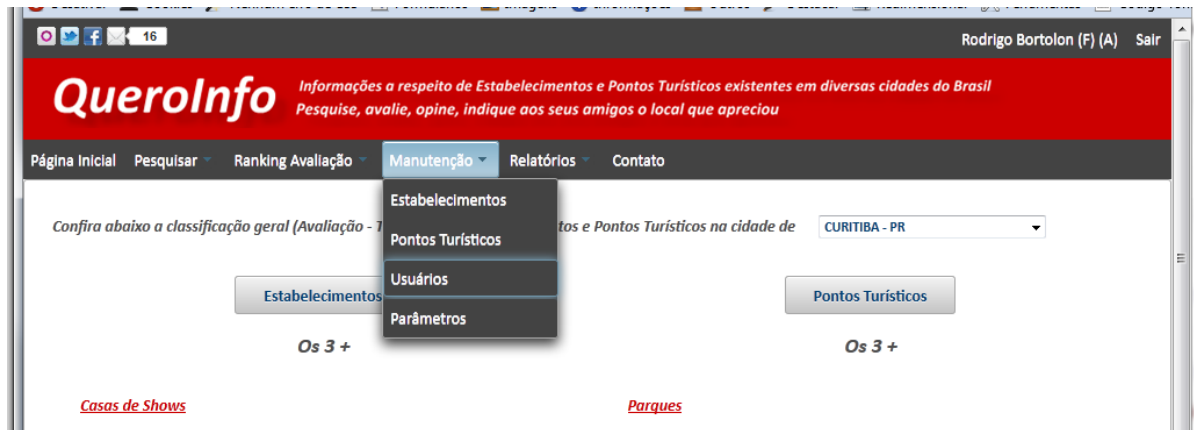 16
Rodrigo Bortolon (F) (A) Sair
QueroInfo
Informações a respeito de Estabelecimentos e Pontos Turísticos existentes em diversas cidades do Brasil
Pesquise, avalie, opine, indique aos seus amigos o local que apreciou
Página Inicial Pesquisar Ranking Avaliação Manutenção Relatórios Contato
Estabelecimentos
Pontos Turísticos
Usuários
Parâmetros
Confira abaixo a classificação geral (Avaliação - e Pontos Turísticos na cidade de CURITIBA - PR
Estabelecimentos Pontos Turísticos
Os 3 + Os 3 +
Casas de Shows Parques